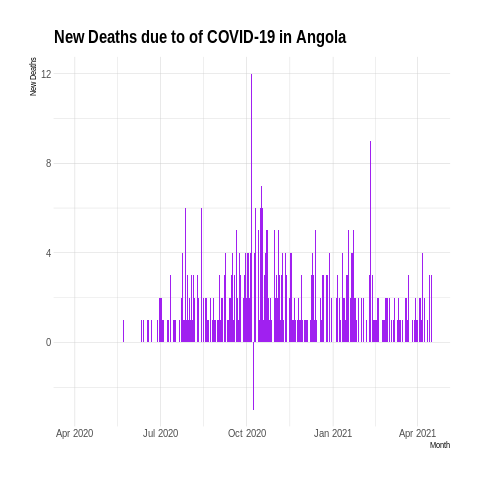 New Deaths due to of COVID-19 in Angola
New Deaths
12
8
4
0
Apr 2020 Jul 2020 Oct 2020 Jan 2021 Apr 2021
Month